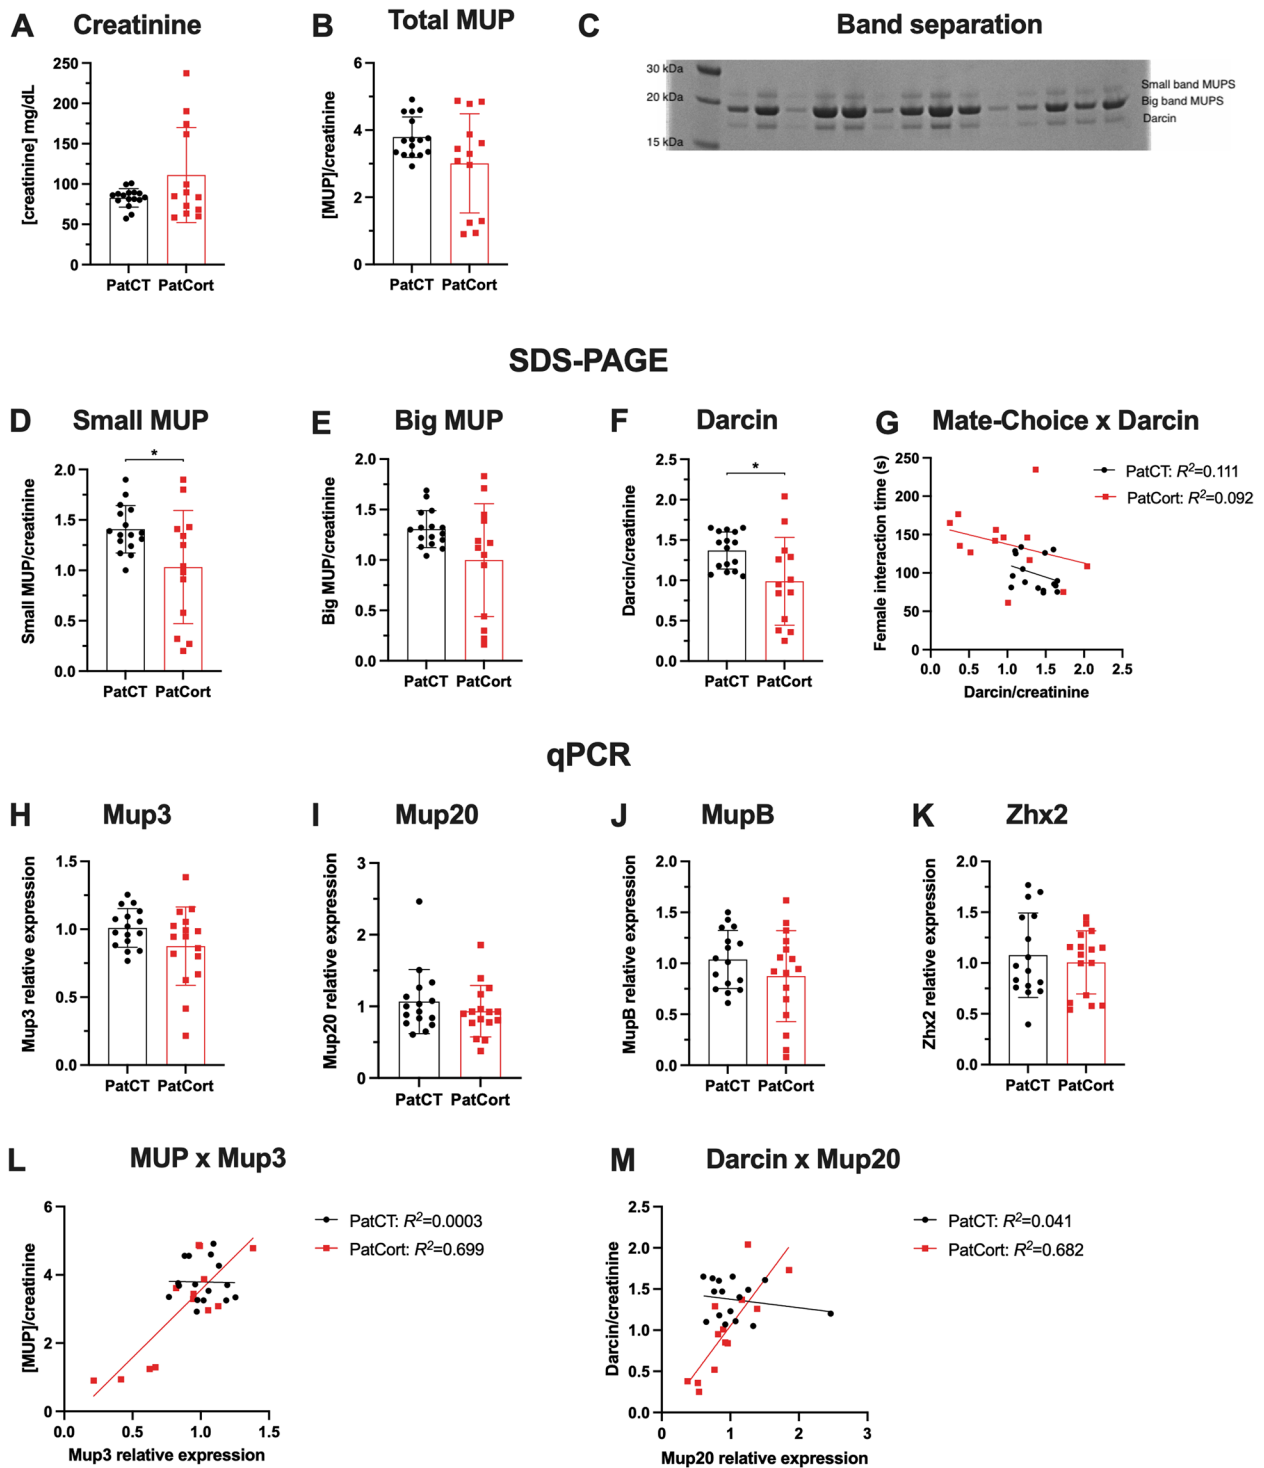 A Creatinine
[creatinine] mg/dL
250
200
150
100
50
0
PatCT PatCort
B Total MUP
[MUP]/creatinine
6
4
2
0
PatCT PatCort
C Band separation
30 kDa
20 kDa
15 kDa
Small band MUPS
Big band MUPS
Darcin
SDS-PAGE
D Small MUP
Small MUP/creatinine
2.0
1.5
1.0
0.5
0.0
*
PatCT PatCort
E Big MUP
Big MUP/creatinine
2.0
1.5
1.0
0.5
0.0
PatCT PatCort
F Darcin
Darcin/creatinine
2.5
2.0
1.5
1.0
0.5
0.0
*
PatCT PatCort
G Mate-Choice x Darcin
Female interaction time (s)
250
200
150
100
50
0
0.0 0.5 1.0 1.5 2.0 2.5
Darcin/creatinine
PatCT: R²=0.111
PatCort: R²=0.092
qPCR
H Mup3
Mup3 relative expression
1.5
1.0
0.5
0.0
PatCT PatCort
I Mup20
Mup20 relative expression
3
2
1
0
PatCT PatCort
J MupB
MupB relative expression
2.0
1.5
1.0
0.5
0.0
PatCT PatCort
K Zhx2
Zhx2 relative expression
2.0
1.5
1.0
0.5
0.0
PatCT PatCort
L MUP x Mup3
[MUP]/creatinine
6
4
2
0
0.0 0.5 1.0 1.5
Mup3 relative expression
PatCT: R²=0.0003
PatCort: R²=0.699
M Darcin x Mup20
Darcin/creatinine
2.5
2.0
1.5
1.0
0.5
0.0
0 1 2 3
Mup20 relative expression
PatCT: R²=0.041
PatCort: R²=0.682